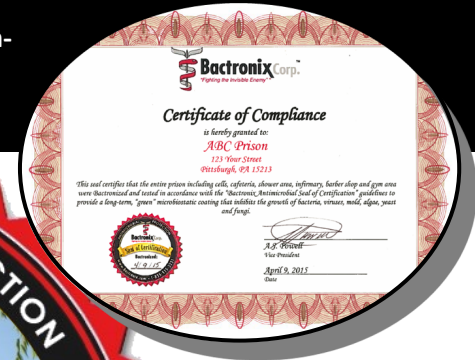 n-
Bactronix Corp.™
"Fighting the Invisible Enemy"
Certificate of Compliance
is hereby granted to:
ABC Prison
123 Your Street
Pittsburgh, PA 15213
This seal certifies that the entire prison including cells, cafeteria, shower area, infirmary, barber shop and gym area
were Bactronized and tested in accordance with the "Bactronix Antimicrobial Seal of Certification" guidelines to
provide a long-term, "green" microbiostatic coating that inhibits the growth of bacteria, viruses, mold, algae, yeast
and fungi.
Bactronix Corp.
Seal of Certification
Bactronized:
4/9/15
A.S. Powell
Vice-President
April 9, 2015
Date
TION